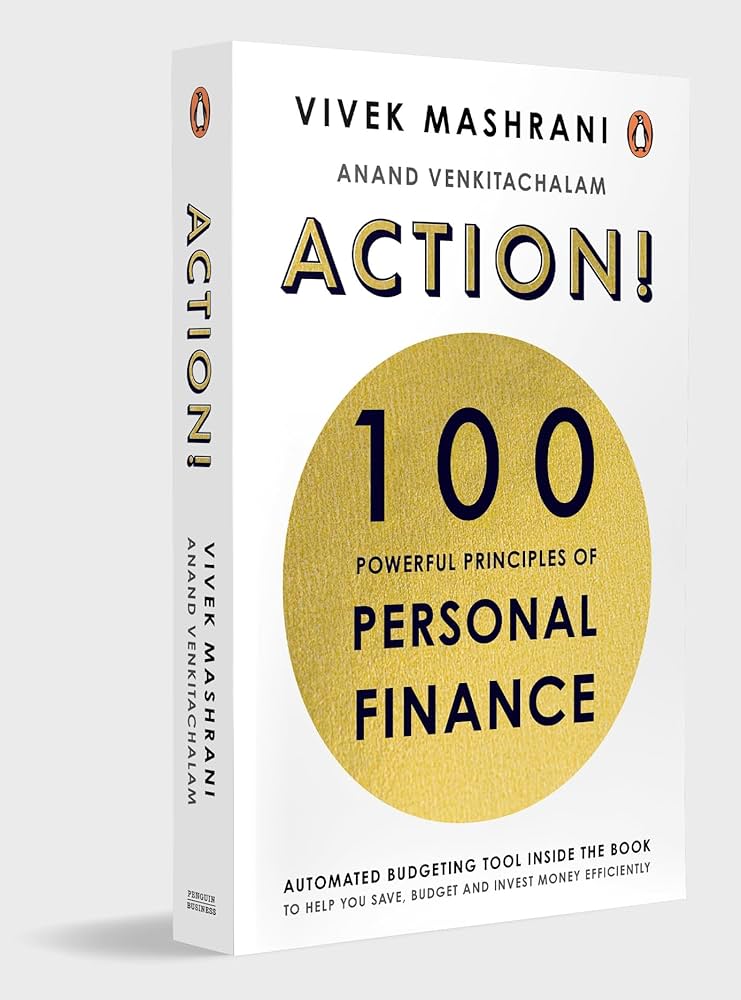 VIVEK MASHRANI
ANAND VENKITACHALAM
ACTION!
100
POWERFUL PRINCIPLES OF
PERSONAL
FINANCE
AUTOMATED BUDGETING TOOL INSIDE THE BOOK
TO HELP YOU SAVE, BUDGET AND INVEST MONEY EFFICIENTLY
ACTION!
VIVEK MASHRANI
ANAND VENKITACHALAM
PENGUIN
BUSINESS